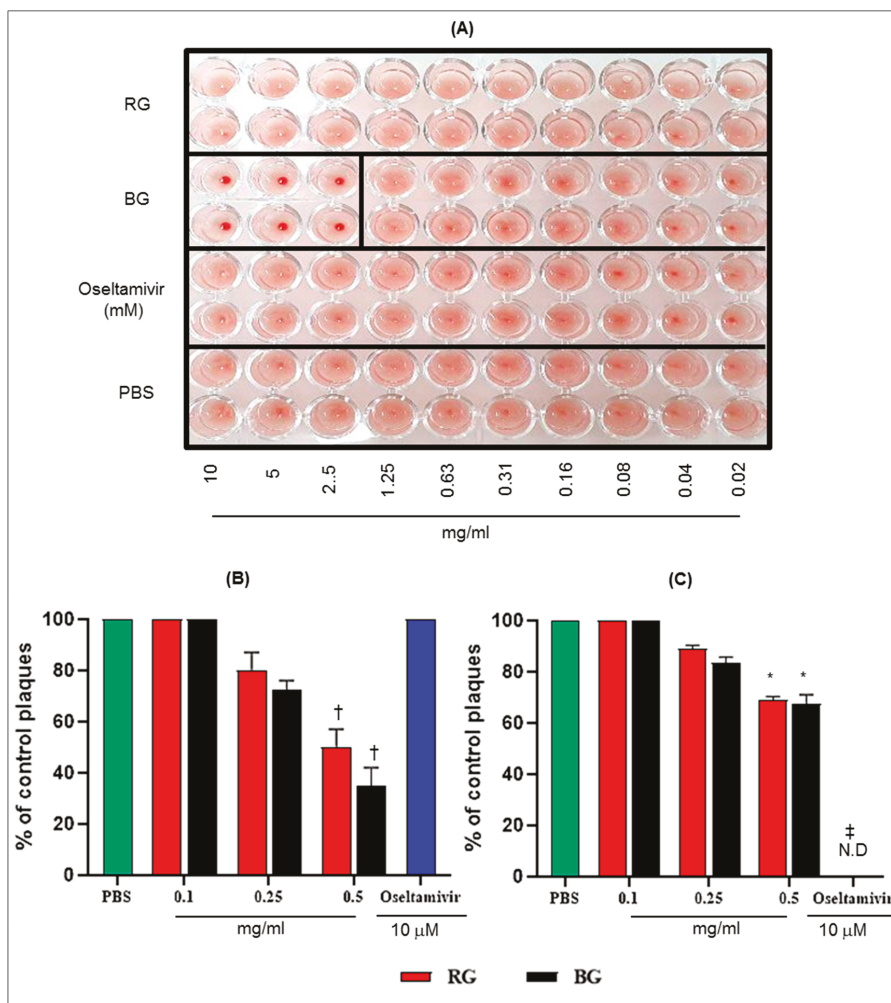 (A)
RG
BG
Oseltamivir
(mM)
PBS
10 5 2..5 1.25 0.63 0.31 0.16 0.08 0.04 0.02
mg/ml
(B)
% of control plaques
100
80
60
40
20
0
†
†
PBS 0.1 0.25 0.5 Oseltamivir
mg/ml 10 µM
(C)
% of control plaques
100
80
60
40
20
0
* *
‡
N.D
PBS 0.1 0.25 0.5 Oseltamivir
mg/ml 10 µM
RG BG